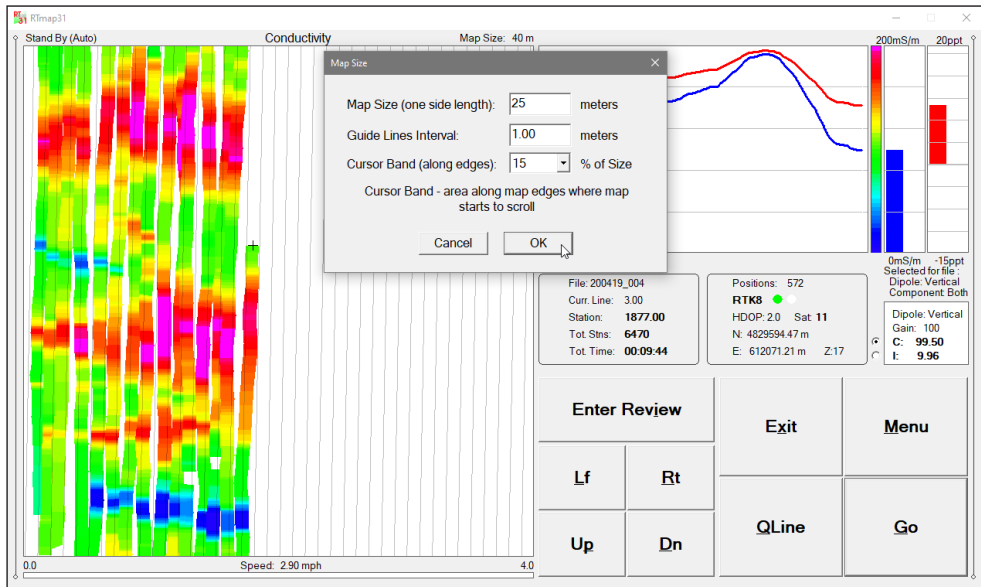 RT
31 RTmap31
Stand By (Auto) Conductivity Map Size: 40 m
200mS/m 20ppt
Map Size
Map Size (one side length): 25 meters
Guide Lines Interval: 1.00 meters
Cursor Band (along edges): 15 % of Size
Cursor Band - area along map edges where map
starts to scroll
Cancel OK
0mS/m -15ppt
Selected for file :
Dipole: Vertical
Component: Both
File: 200419_004
Curr. Line: 3.00
Station: 1877.00
Tot. Stns: 6470
Tot. Time: 00:09:44
Positions: 572
RTK8
HDOP: 2.0 Sat: 11
N: 4829594.47 m
E: 612071.21 m Z:17
Dipole: Vertical
Gain: 100
C: 99.50
I: 9.96
Enter Review
Exit
Menu
Lf
Rt
Up
Dn
QLine
Go
0.0 Speed: 2.90 mph 4.0